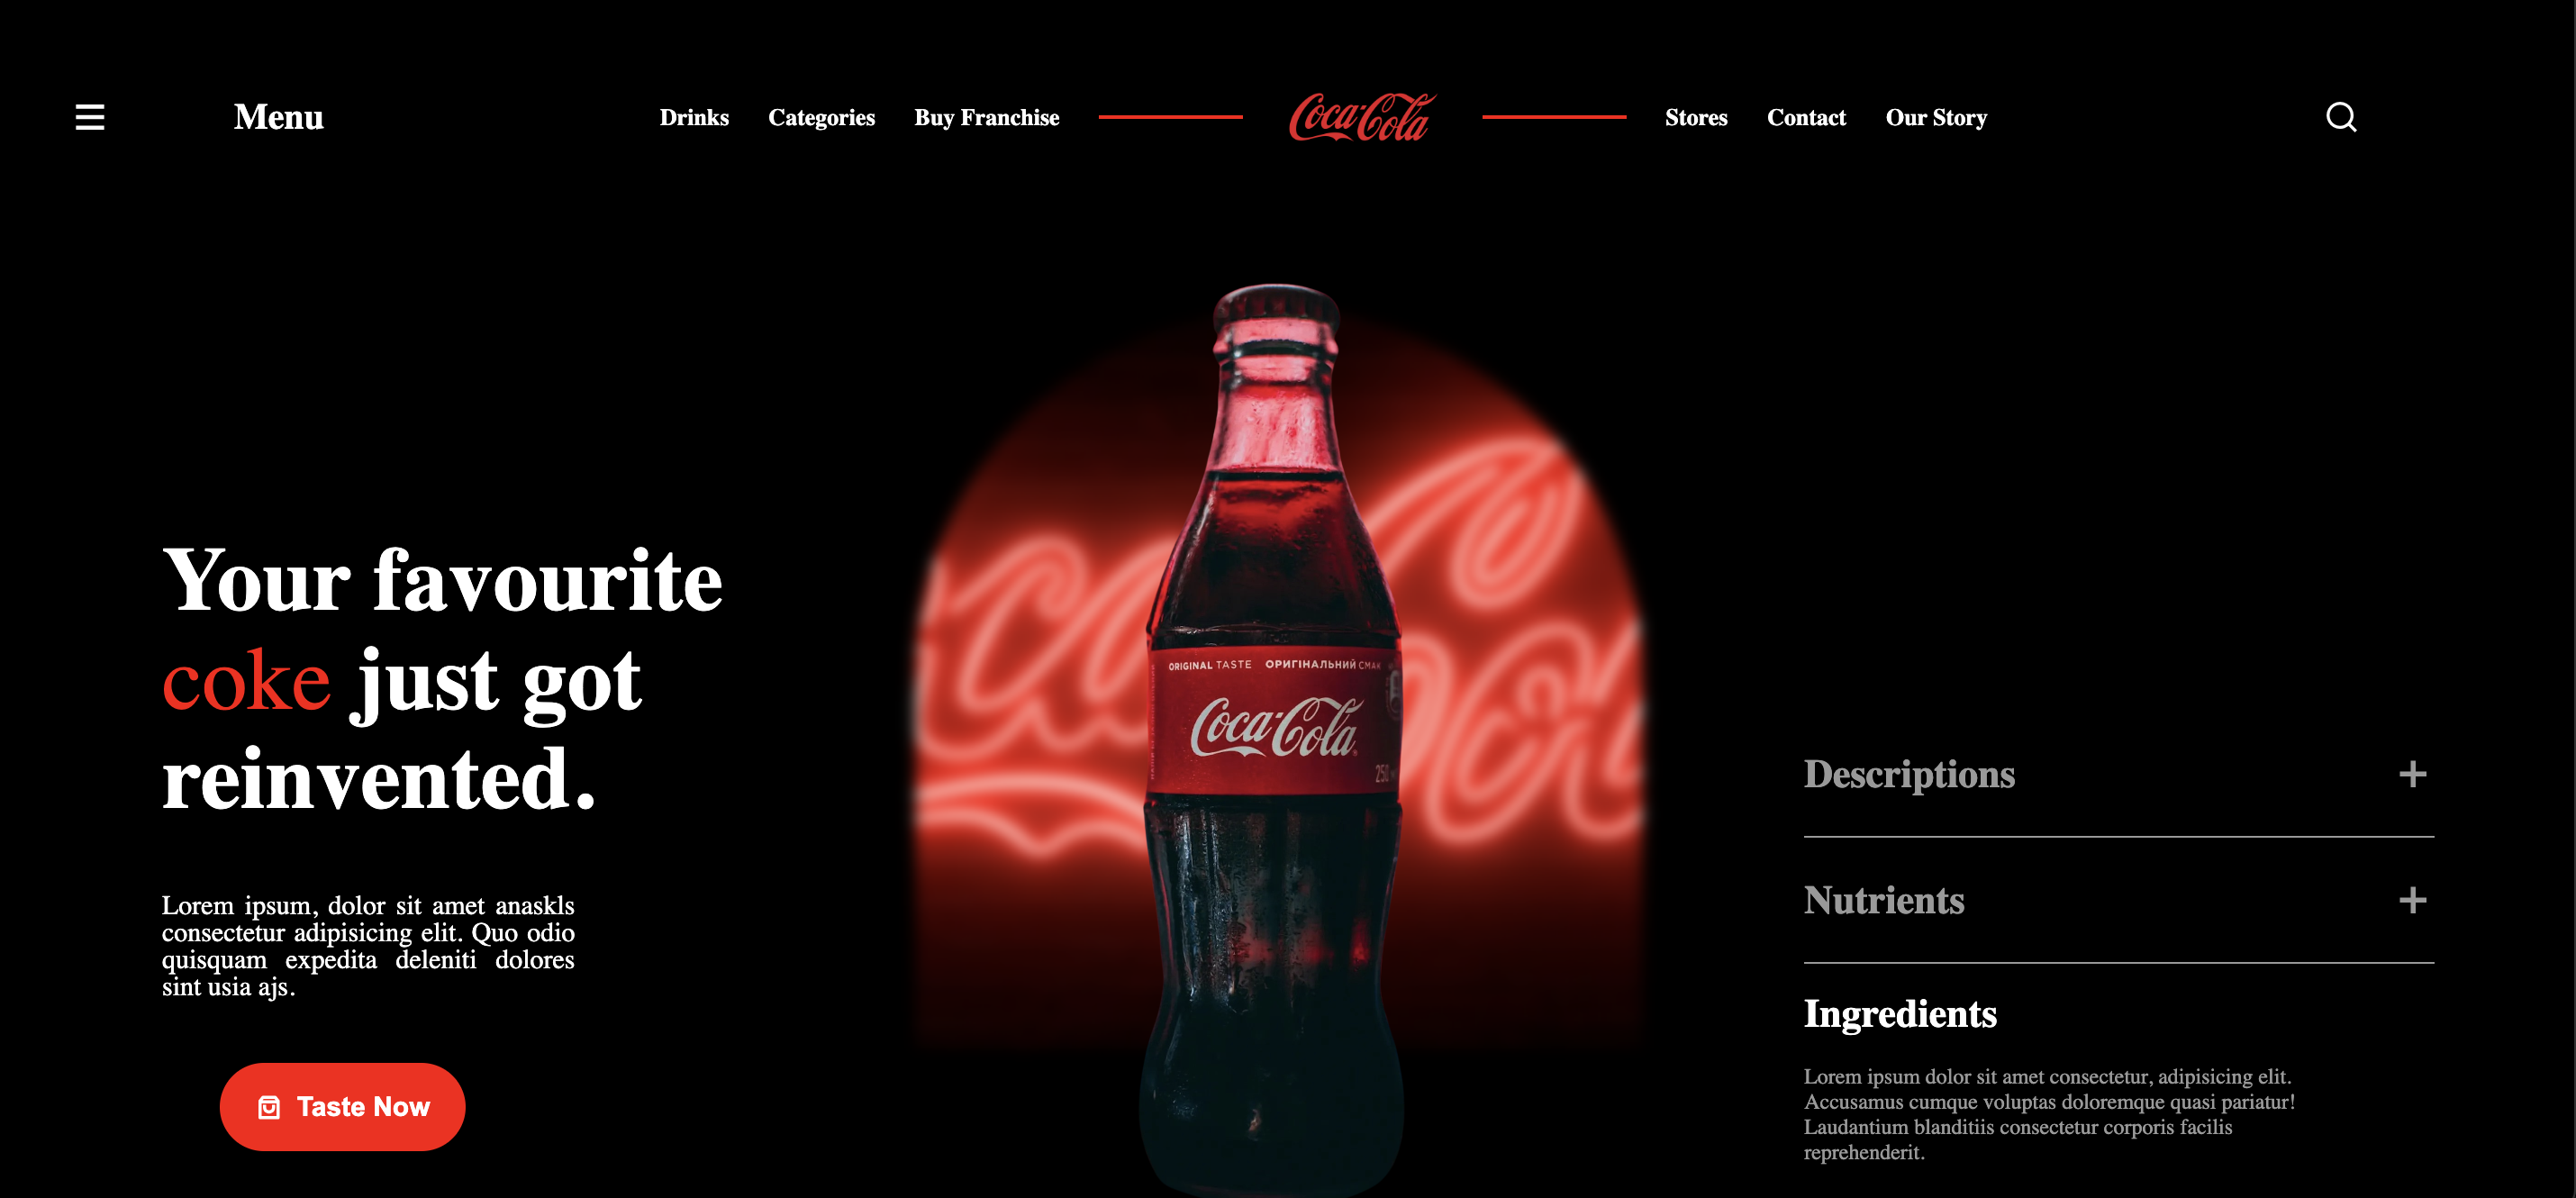 Menu
Drinks
Categories
Buy Franchise
Coca-Cola
Stores
Contact
Our Story
Your favourite
coke just got
reinvented.
Lorem ipsum, dolor sit amet anaskls
consectetur adipisicing elit. Quo odio
quisquam expedita deleniti dolores
sint usia ajs.
Taste Now
ORIGINAL TASTE ОРИГІНАЛЬНИЙ СМАК
Coca-Cola
250
Descriptions
Nutrients
Ingredients
Lorem ipsum dolor sit amet consectetur, adipisicing elit.
Accusamus cumque voluptas doloremque quasi pariatur!
Laudantium blanditiis consectetur corporis facilis
reprehenderit.